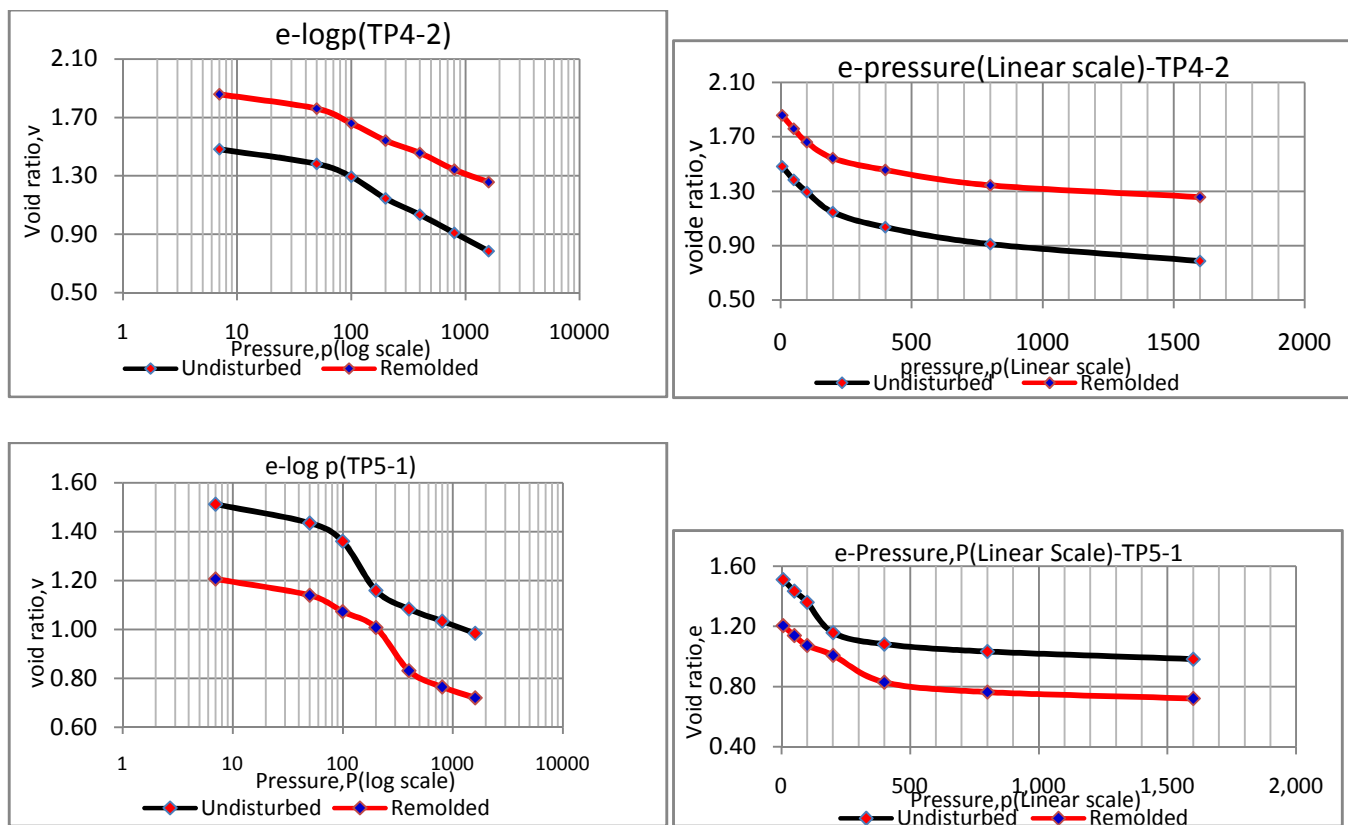 e-logp(TP4-2)
2.10
1.70
1.30
0.90
0.50
Void ratio,v
1 10 100 1000 10000
Pressure,p(log scale)
Undisturbed Remolded
e-pressure(Linear scale)-TP4-2
2.10
1.70
1.30
0.90
0.50
voide ratio,v
0 500 1000 1500 2000
pressure,p(Linear scale)
Undisturbed Remolded
e-log p(TP5-1)
1.60
1.40
1.20
1.00
0.80
0.60
void ratio,v
1 10 100 1000 10000
Pressure,P(log scale)
Undisturbed Remolded
e-Pressure,P(Linear Scale)-TP5-1
1.60
1.20
0.80
0.40
Void ratio,e
0 500 1,000 1,500 2,000
Pressure,p(Linear scale)
Undisturbed Remolded